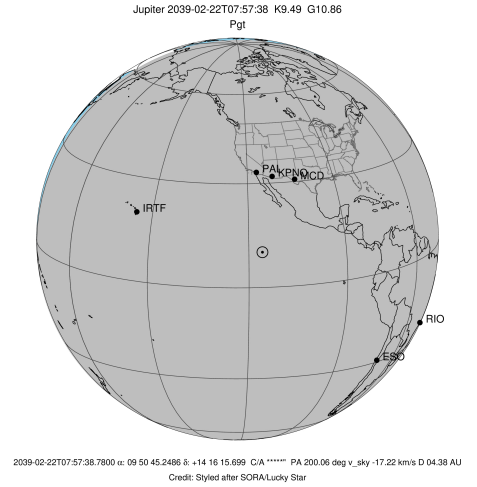 Jupiter 2039-02-22T07:57:38 K9.49 G10.86
Pgt
PAL
KPNO
MCD
IRTF
RIO
ESO
2039-02-22T07:57:38.7800 α: 09 50 45.2486 δ: +14 16 15.699 C/A *****" PA 200.06 deg v_sky -17.22 km/s D 04.38 AU
Credit: Styled after SORA/Lucky Star